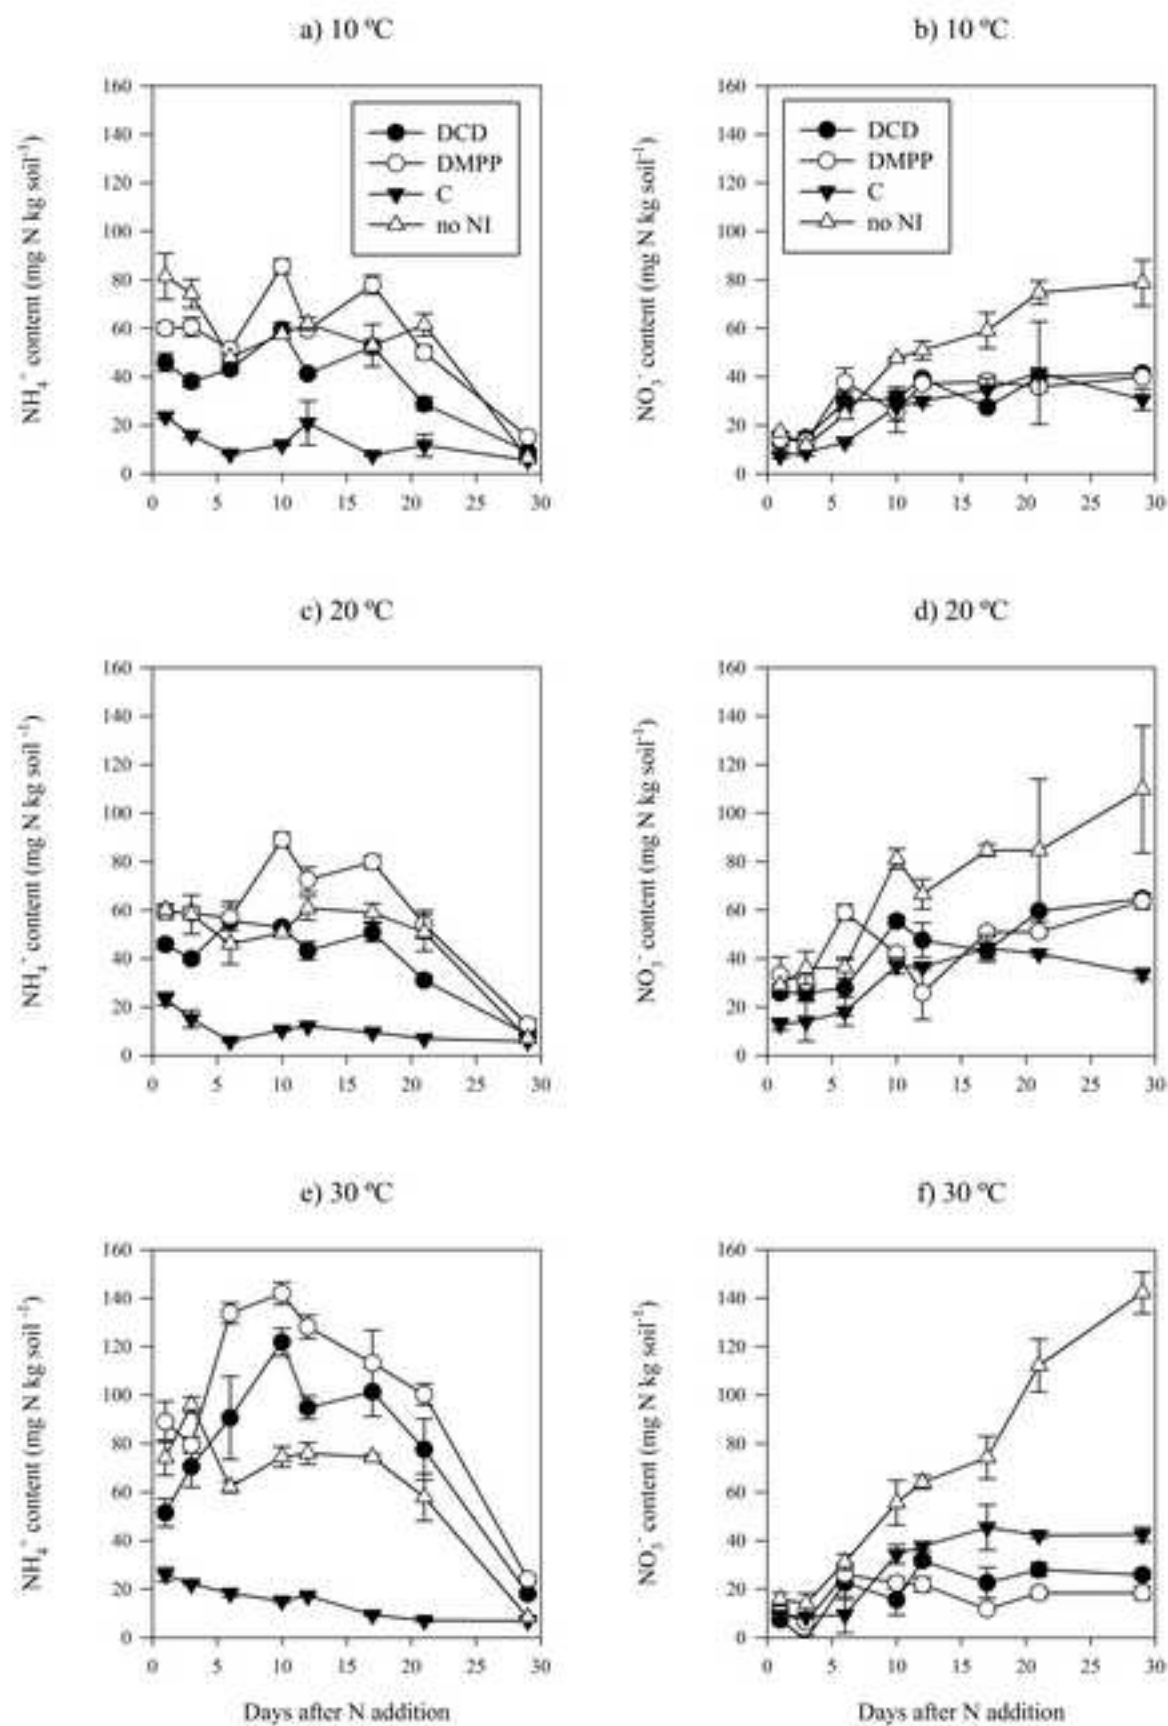 a) 10 ºC
b) 10 ºC
160
140
120
100
80
60
40
20
0
NH₄⁺ content (mg N kg soil⁻¹)
DCD
DMPP
C
no NI
0 5 10 15 20 25 30
160
140
120
100
80
60
40
20
0
NO₃⁻ content (mg N kg soil⁻¹)
DCD
DMPP
C
no NI
0 5 10 15 20 25 30
c) 20 ºC
d) 20 ºC
160
140
120
100
80
60
40
20
0
NH₄⁺ content (mg N kg soil⁻¹)
0 5 10 15 20 25 30
160
140
120
100
80
60
40
20
0
NO₃⁻ content (mg N kg soil⁻¹)
0 5 10 15 20 25 30
e) 30 ºC
f) 30 ºC
160
140
120
100
80
60
40
20
0
NH₄⁺ content (mg N kg soil⁻¹)
0 5 10 15 20 25 30
Days after N addition
160
140
120
100
80
60
40
20
0
NO₃⁻ content (mg N kg soil⁻¹)
0 5 10 15 20 25 30
Days after N addition